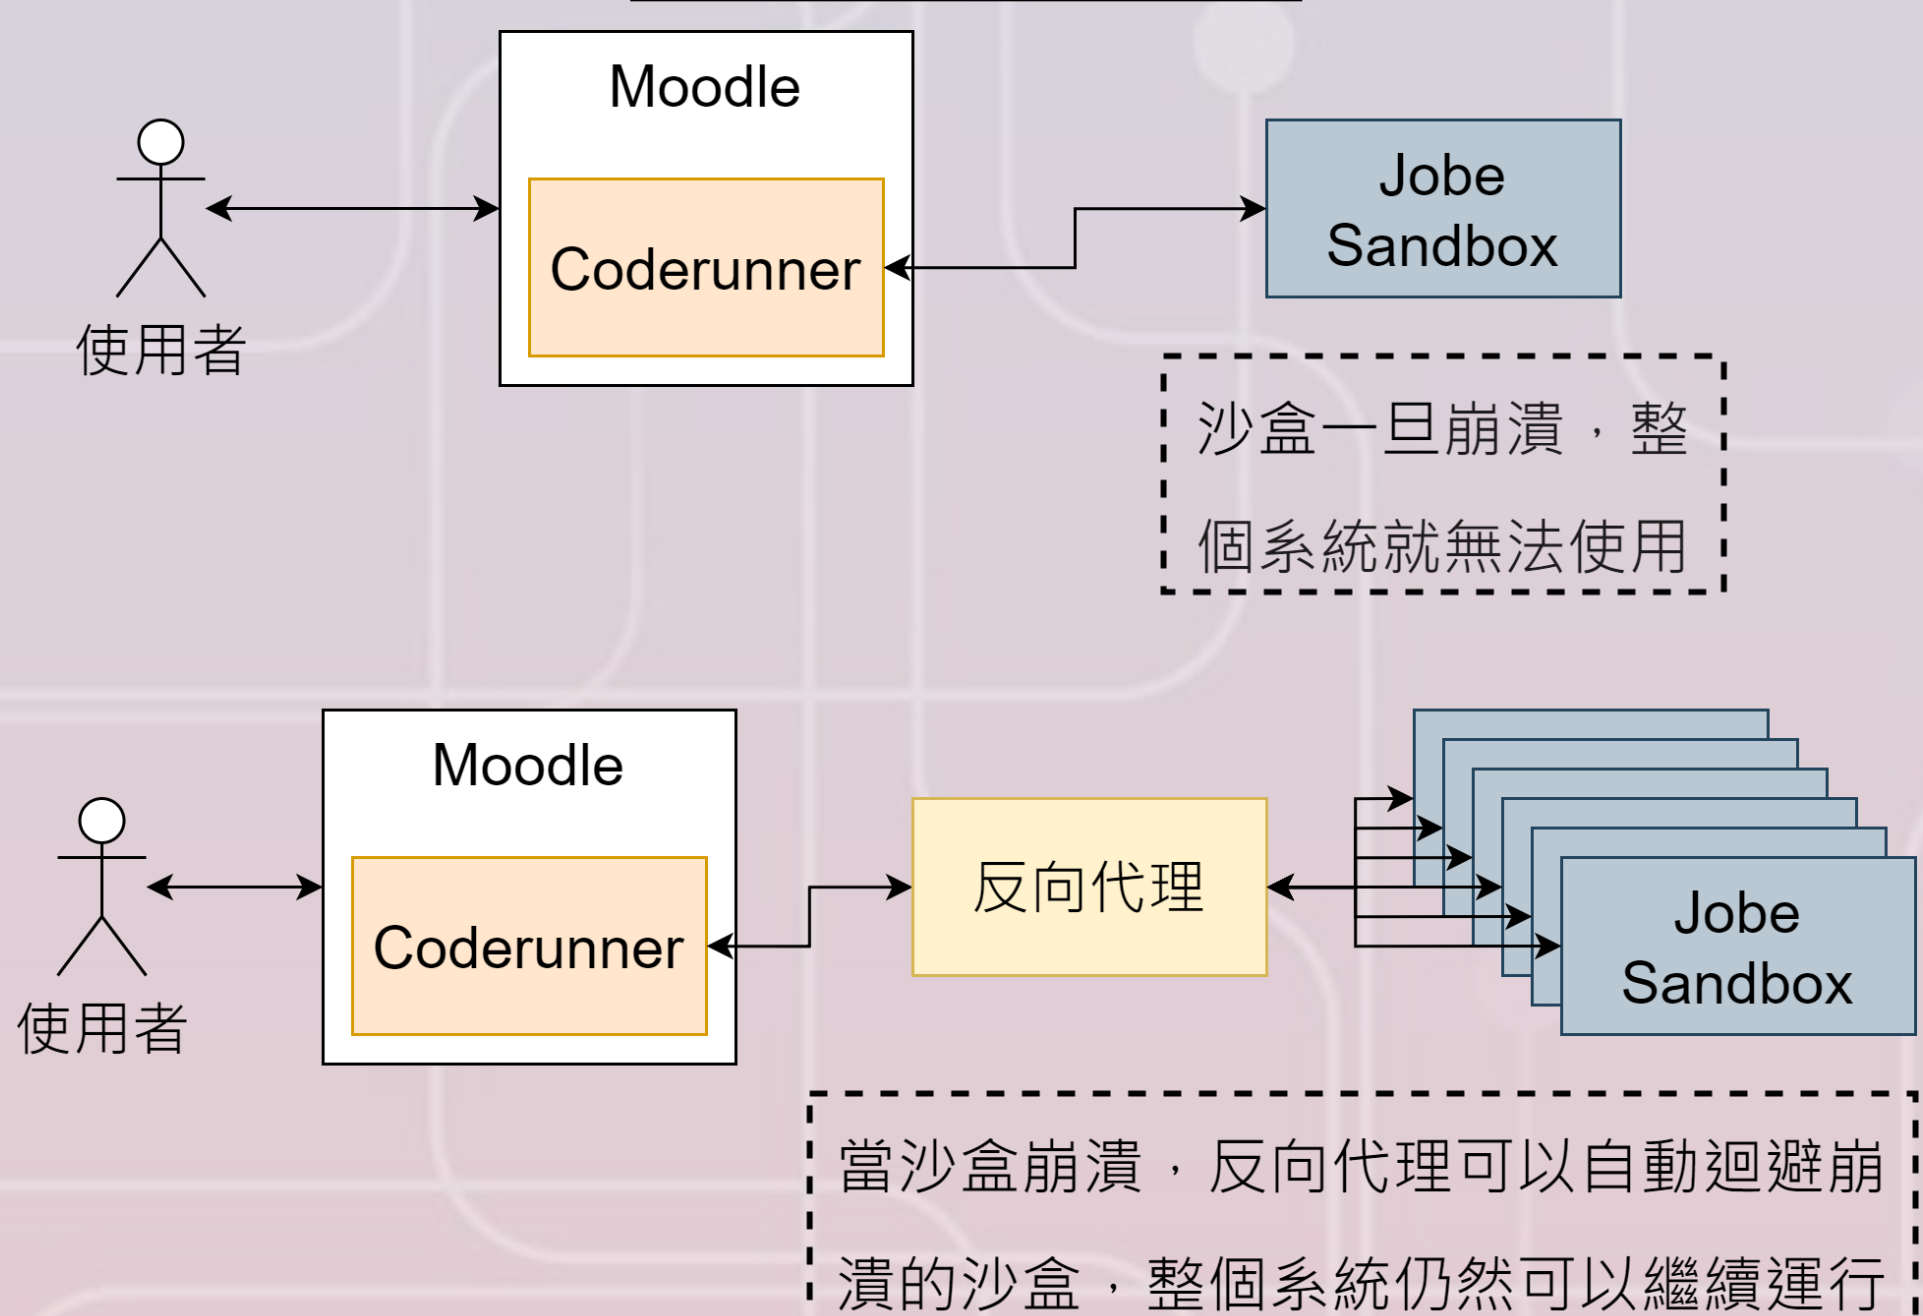 Moodle
Coderunner
Jobe
Sandbox
使用者
沙盒一旦崩潰，整
個系統就無法使用
Moodle
Coderunner
反向代理
Jobe
Sandbox
使用者
當沙盒崩潰，反向代理可以自動迴避崩
潰的沙盒，整個系統仍然可以繼續運行